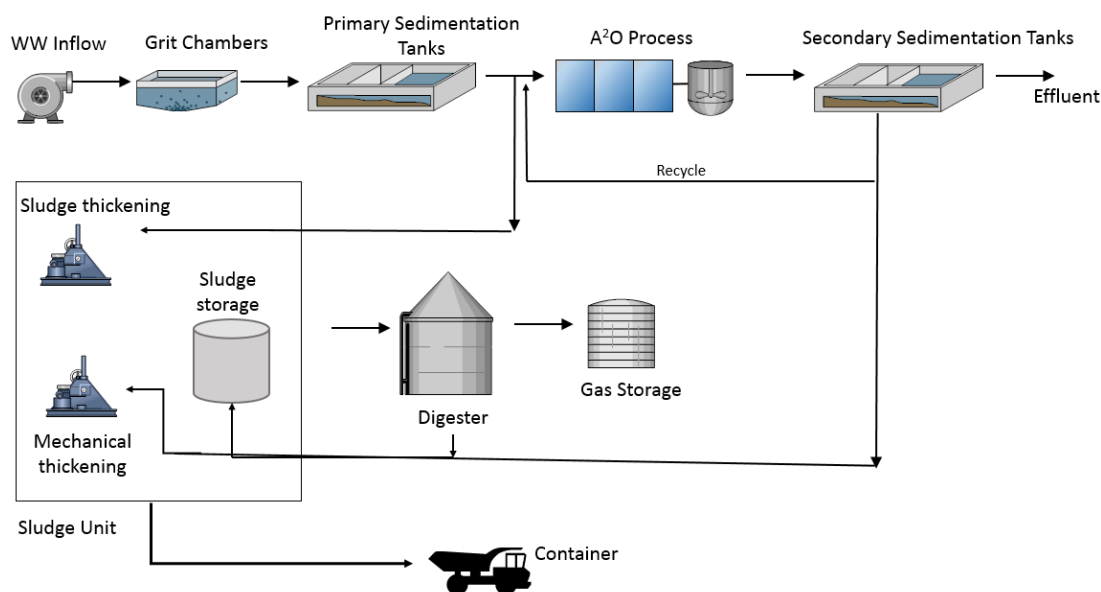 WW Inflow
Grit Chambers
Primary Sedimentation
Tanks
A²O Process
Secondary Sedimentation Tanks
Effluent
Recycle
Sludge thickening
Sludge
storage
Gas Storage
Digester
Mechanical
thickening
Sludge Unit
Container